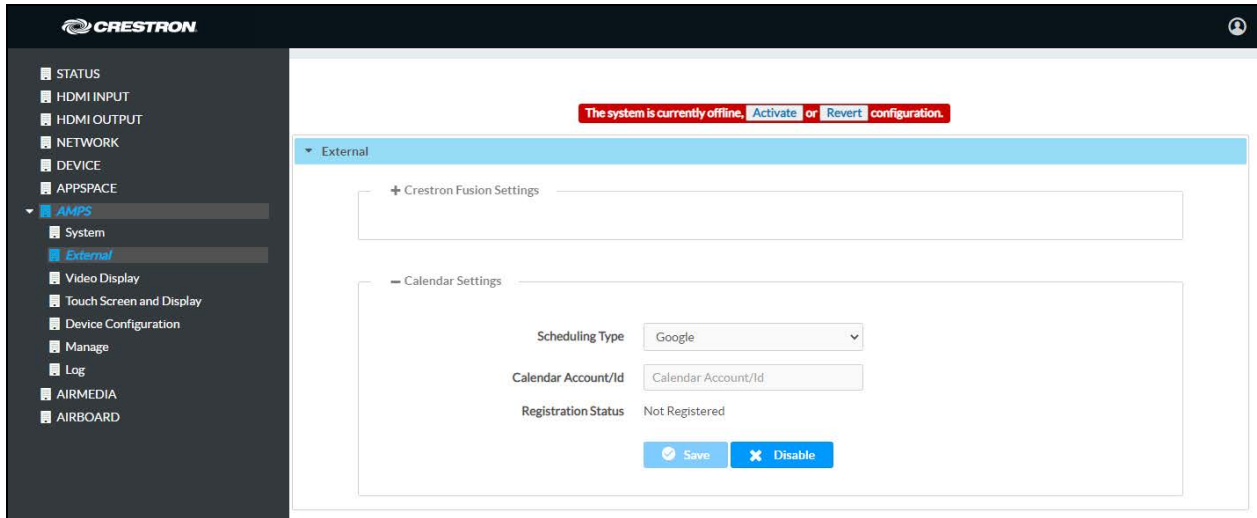 CRESTRON
STATUS
HDMI INPUT
HDMI OUTPUT
NETWORK
DEVICE
APPSPACE
AMPS
System
External
Video Display
Touch Screen and Display
Device Configuration
Manage
Log
AIRMEDIA
AIRBOARD
The system is currently offline, Activate or Revert configuration.
External
Crestron Fusion Settings
Calendar Settings
Scheduling Type Google
Calendar Account/Id Calendar Account/Id
Registration Status Not Registered
Save Disable